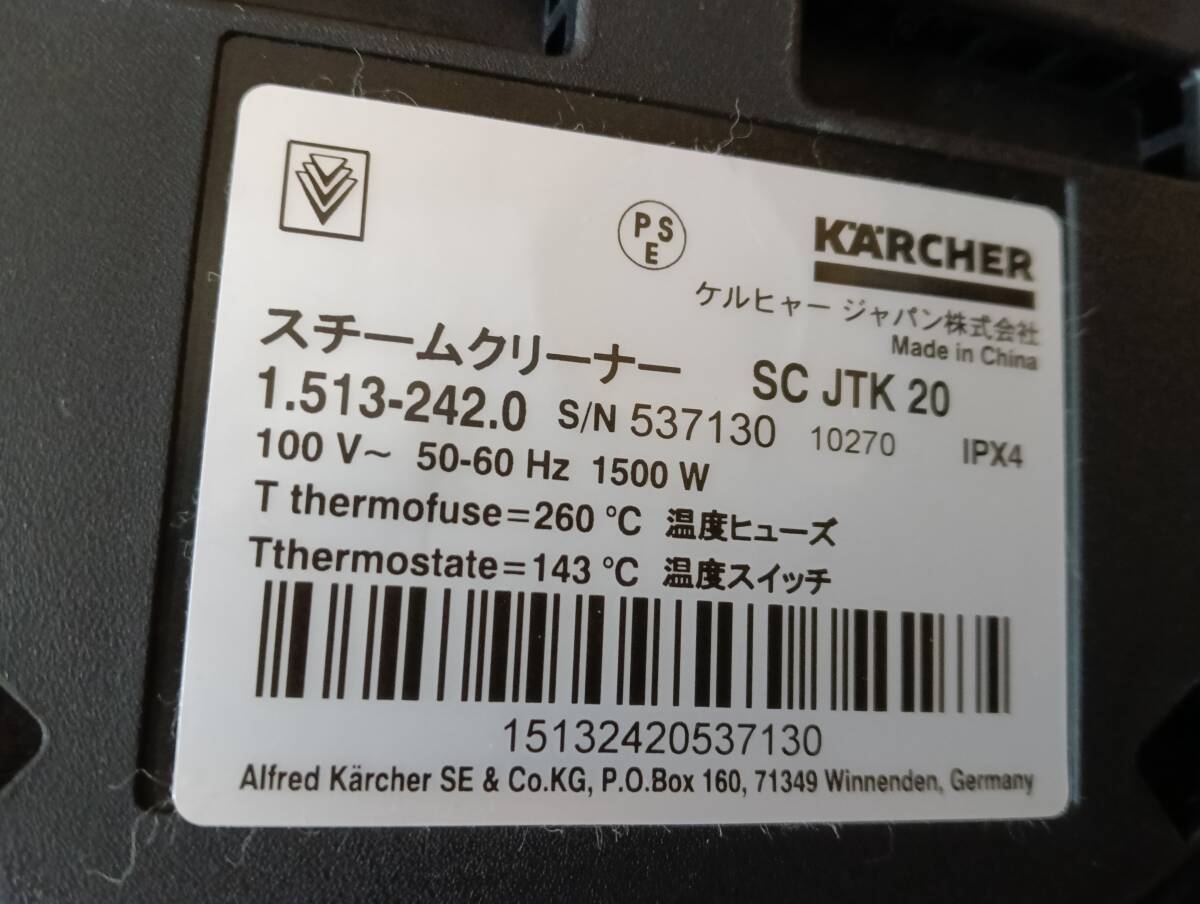 PSE
KÄRCHER
ケルヒャー ジャパン株式会社
Made in China
スチームクリーナー SC JTK 20
1.513-242.0 S/N 537130 10270 IPX4
100 V~ 50-60 Hz 1500 W
T thermofuse=260 °C 温度ヒューズ
Tthermostate=143 °C 温度スイッチ
15132420537130
Alfred Kärcher SE & Co.KG, P.O.Box 160, 71349 Winnenden, Germany